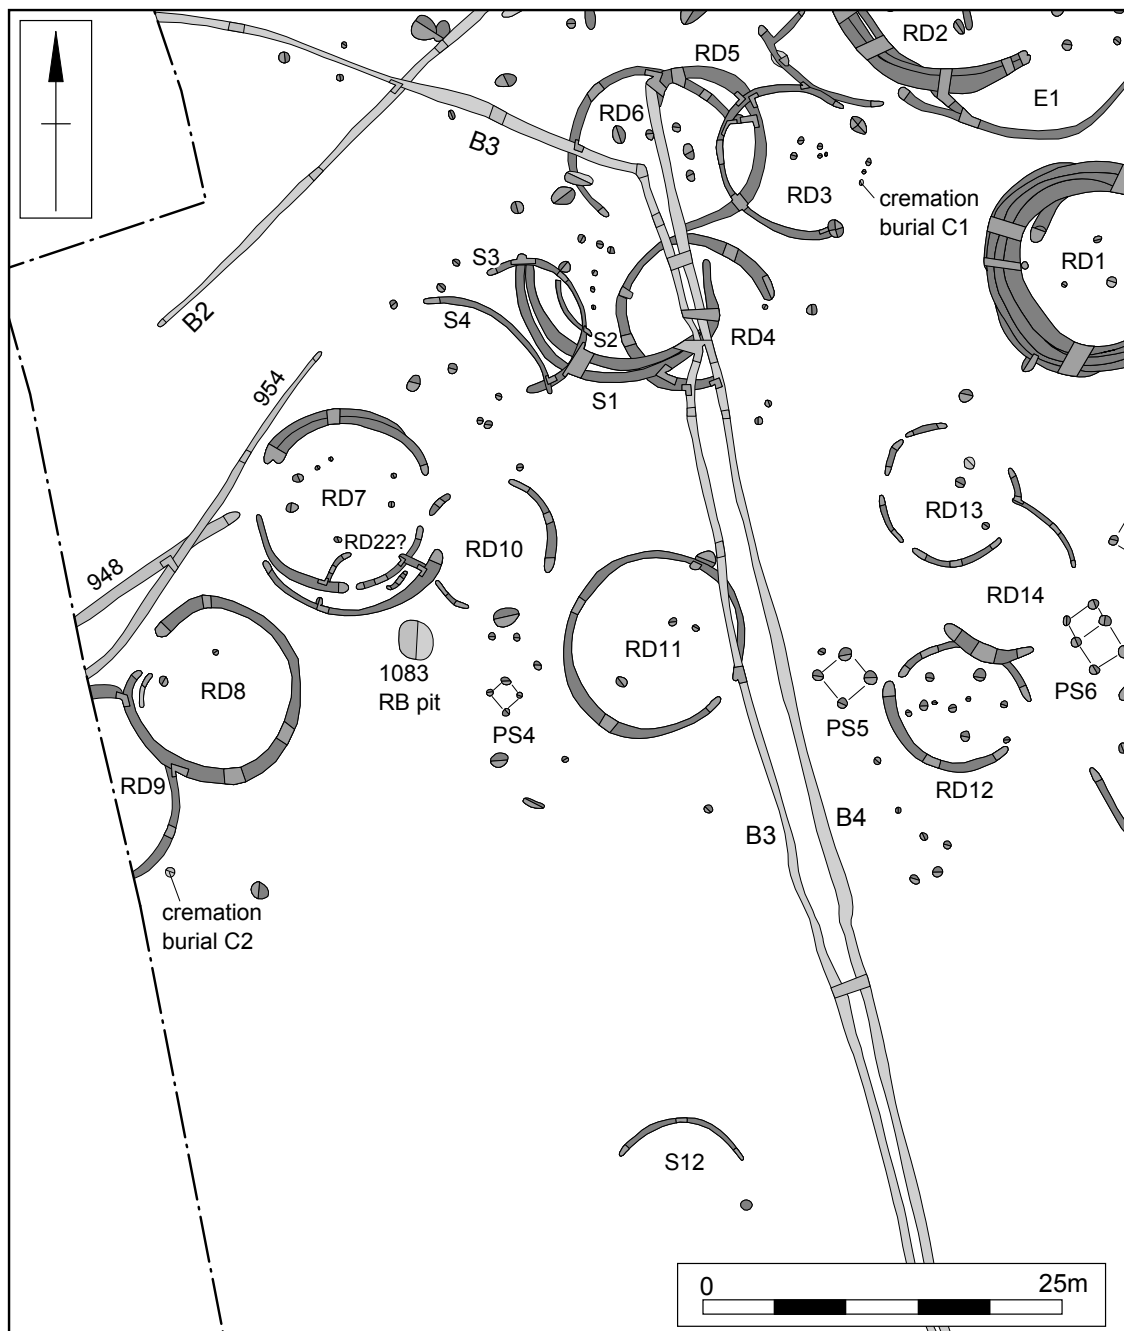 RD2
RD5
E1
RD6
B3
RD3
cremation
burial C1
RD1
S3
S4
B2
S2
RD4
S1
954
RD7
RD13
RD22?
RD10
948
RD14
RD11
1083
RB pit
RD8
PS6
PS4
PS5
RD9
RD12
B3
B4
cremation
burial C2
S12
0 25m